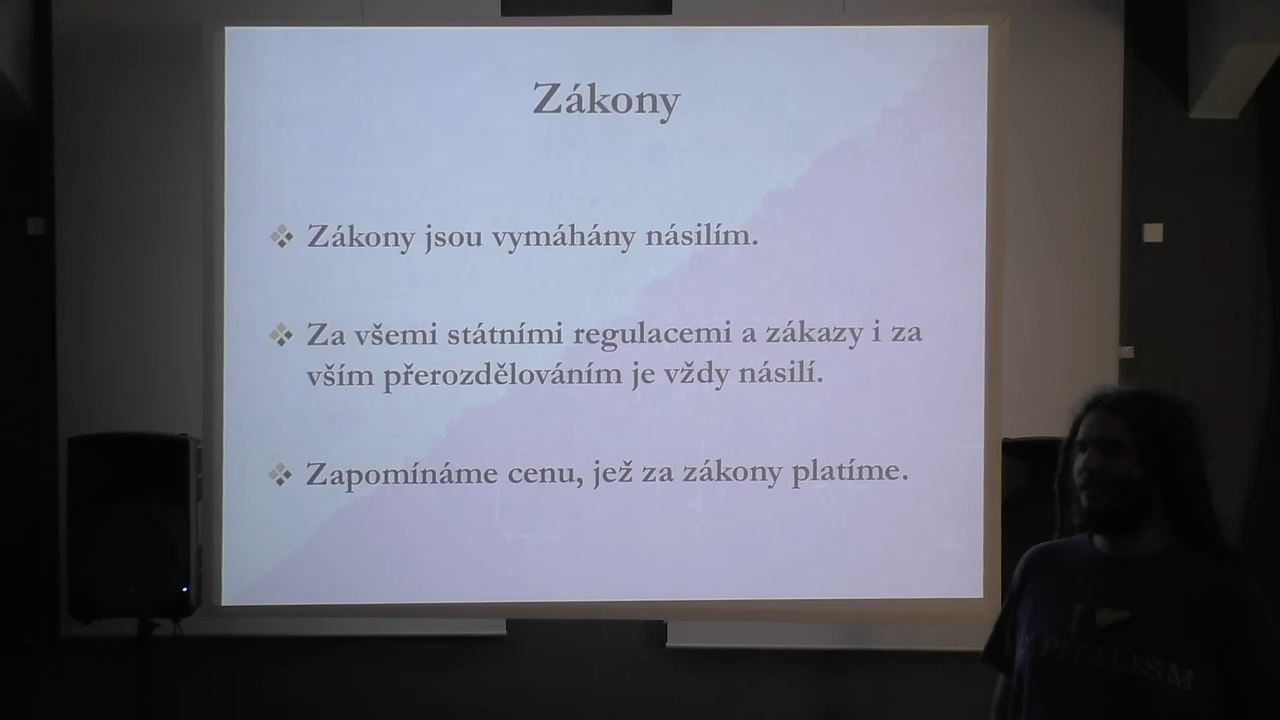 Zákony
Zákony jsou vymáhány násilím.
Za všemi státními regulacemi a zákazy i za
vším přerozdělováním je vždy násilí.
Zapomínáme cenu, jež za zákony platíme.
I